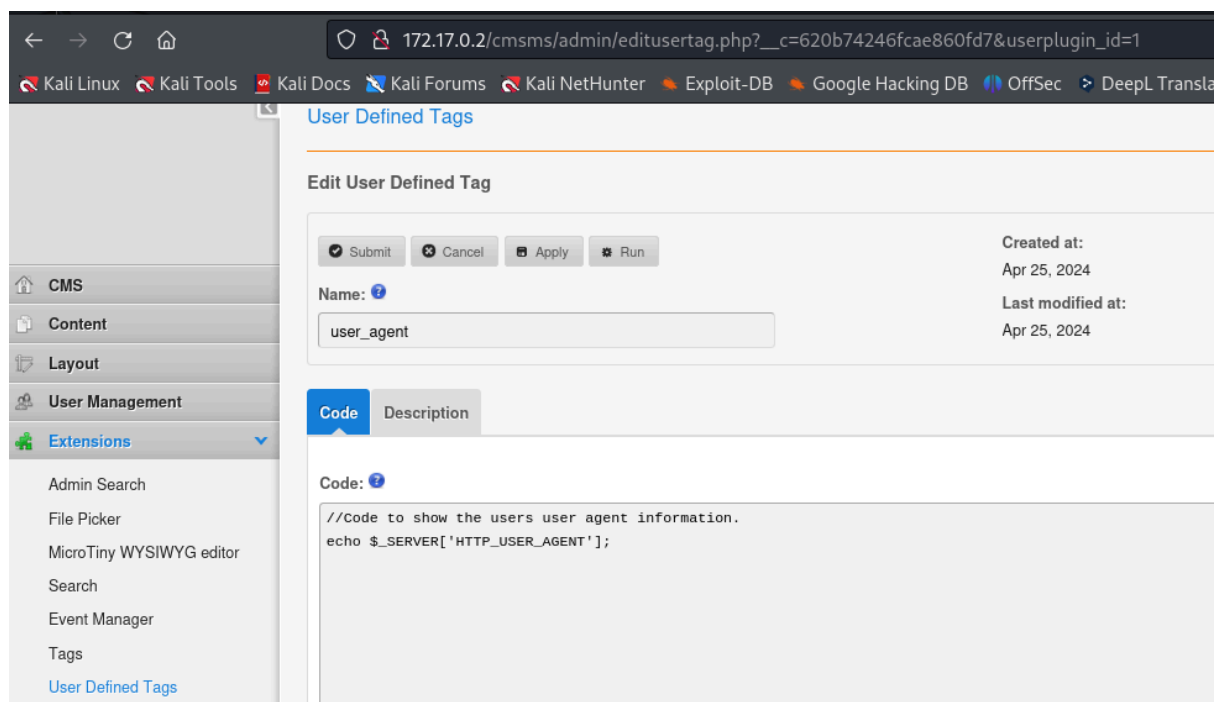 172.17.0.2/cmsms/admin/editusertag.php?__c=620b74246fcae860fd7&userplugin_id=1
Kali Linux Kali Tools Kali Docs Kali Forums Kali NetHunter Exploit-DB Google Hacking DB OffSec DeepL Transla
User Defined Tags
Edit User Defined Tag
Submit Cancel Apply Run
Name:
user_agent
Created at:
Apr 25, 2024
Last modified at:
Apr 25, 2024
CMS
Content
Layout
User Management
Extensions
Admin Search
File Picker
MicroTiny WYSIWYG editor
Search
Event Manager
Tags
User Defined Tags
Code Description
Code:
//Code to show the users user agent information.
echo $_SERVER['HTTP_USER_AGENT'];